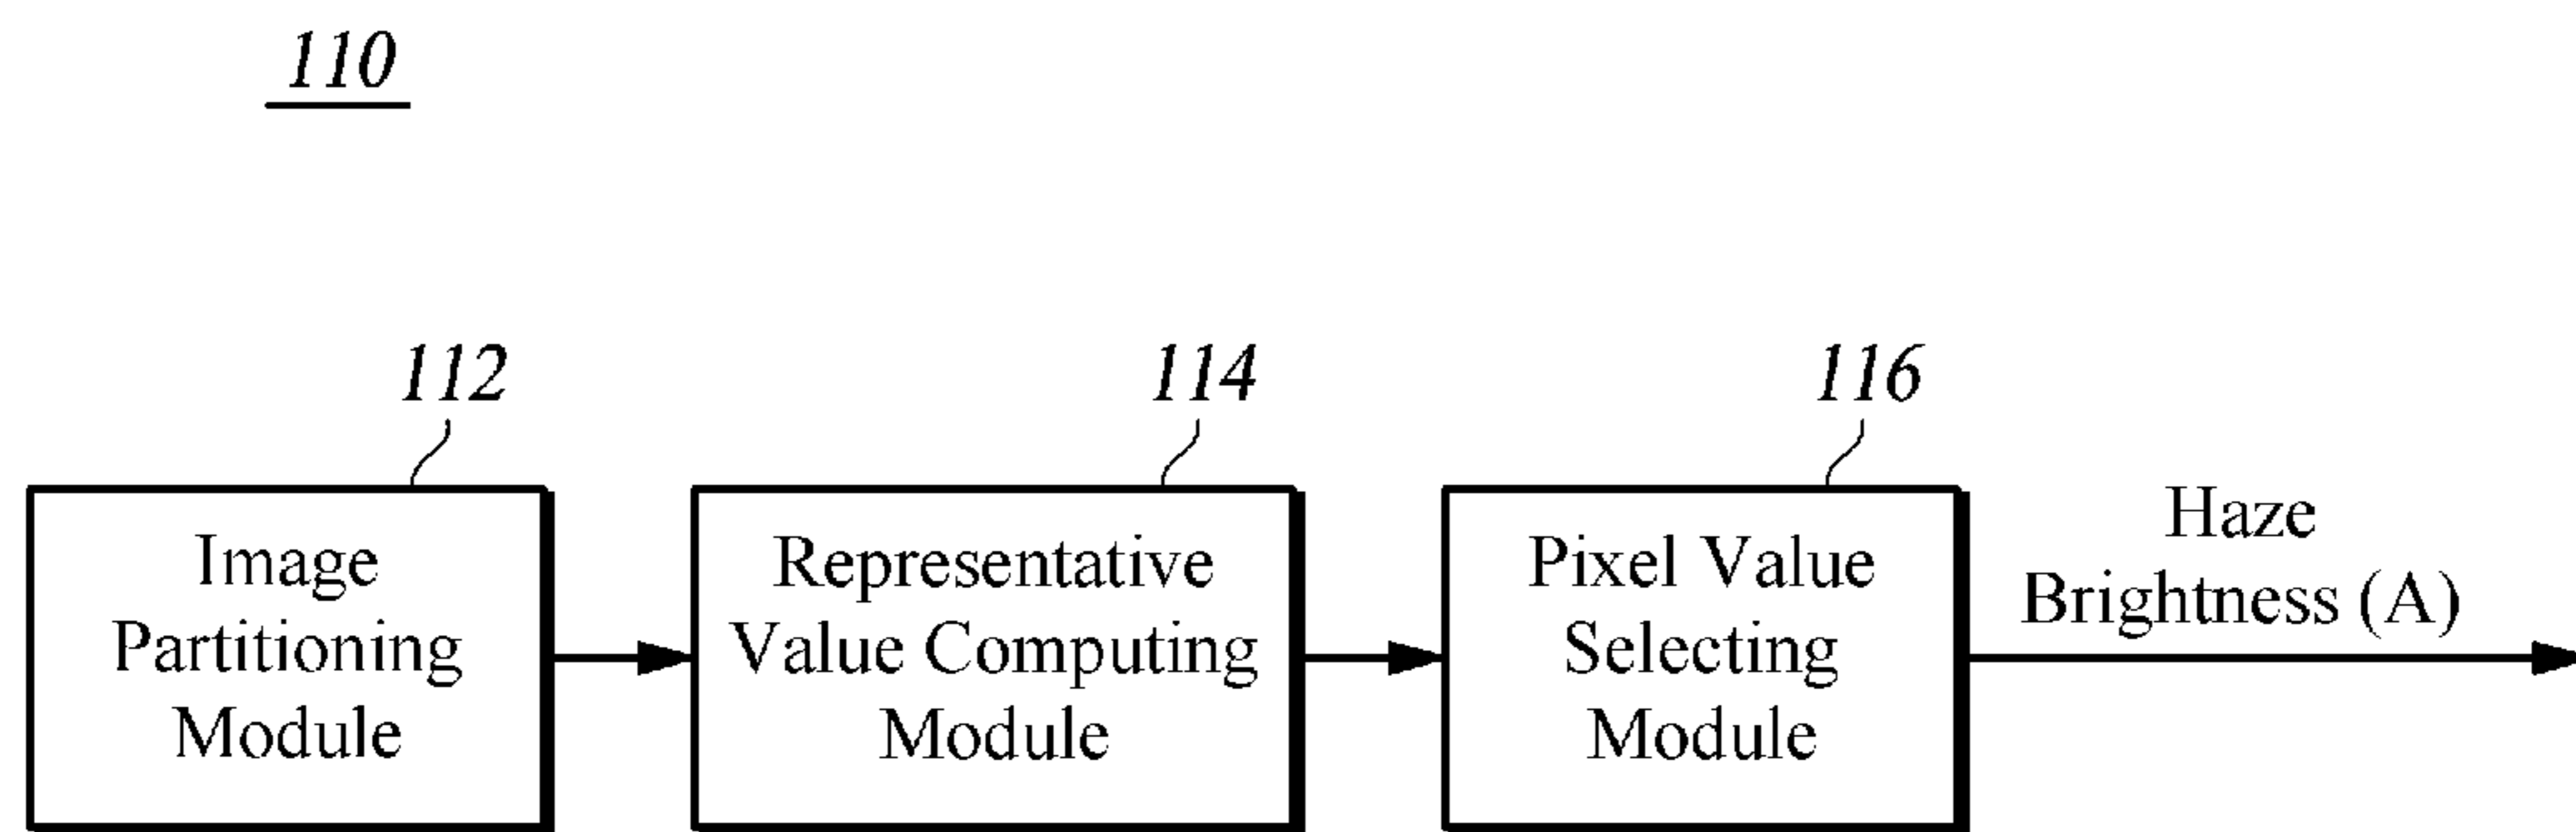 110
112
114
116
Image
Partitioning
Module
Representative
Value Computing
Module
Pixel Value
Selecting
Module
Haze
Brightness (A)